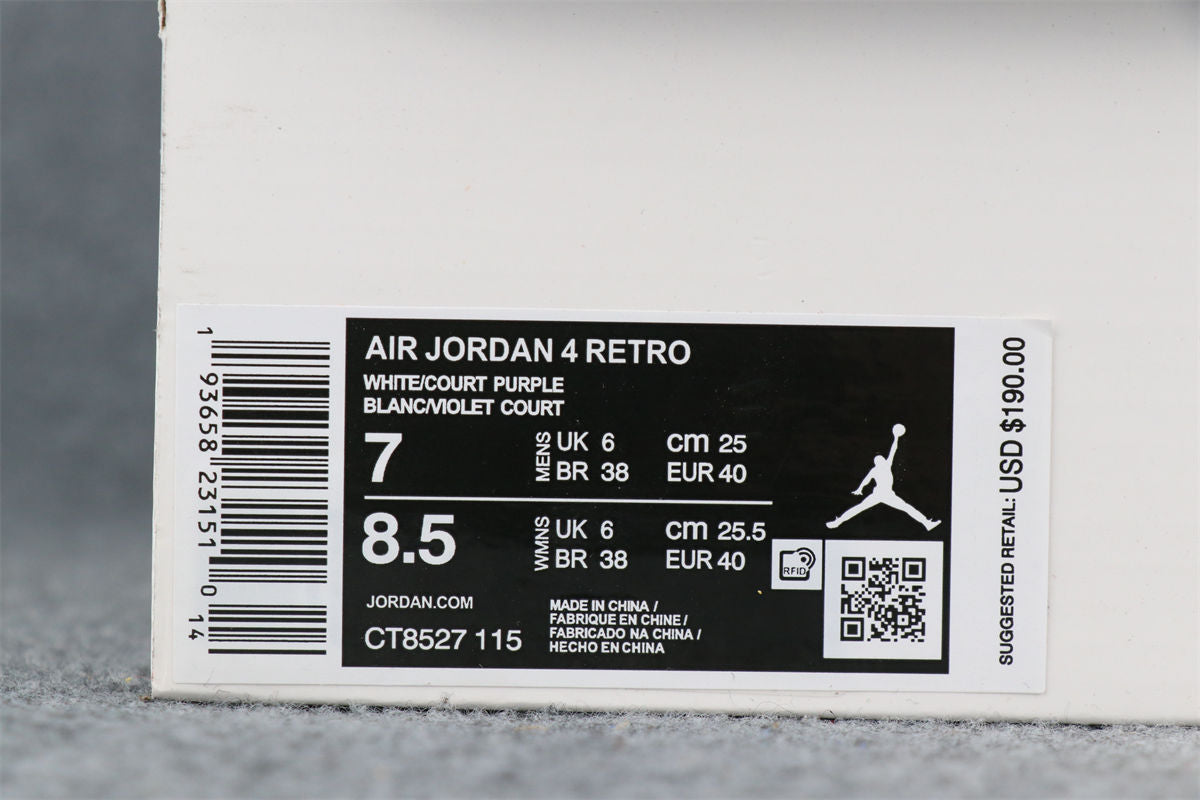 1 93658 23151 0 14
AIR JORDAN 4 RETRO
WHITE/COURT PURPLE
BLANC/VIOLET COURT
7
MENS
UK 6 cm 25
BR 38 EUR 40
8.5
WMNS
UK 6 cm 25.5
BR 38 EUR 40
RFID
JORDAN.COM
CT8527 115
MADE IN CHINA /
FABRIQUE EN CHINE /
FABRICADO NA CHINA /
HECHO EN CHINA
SUGGESTED RETAIL: USD $190.00